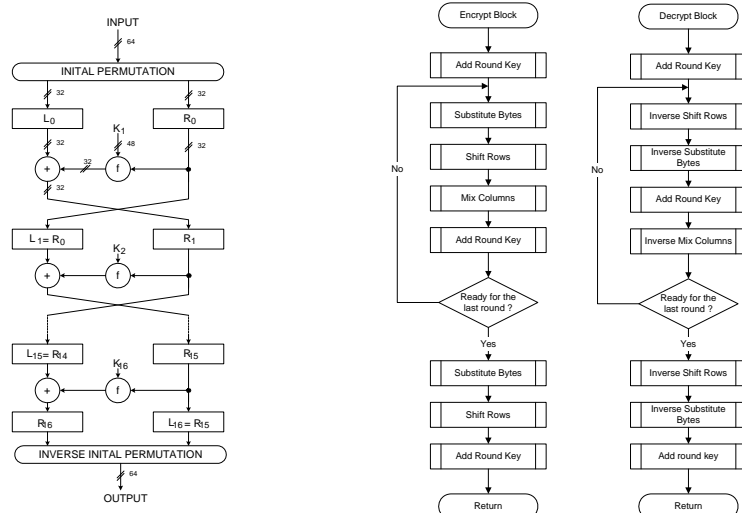 INPUT
64
INITAL PERMUTATION
32
32
L0
R0
K1
32
48
32
32
+
f
32
L1= R0
R1
K2
+
f
L15= R14
R15
K16
+
f
R16
L16 = R15
INVERSE INITAL PERMUTATION
64
OUTPUT
Encrypt Block
Add Round Key
Substitute Bytes
Shift Rows
No
Mix Columns
Add Round Key
Ready for the
last round ?
Yes
Substitute Bytes
Shift Rows
Add Round Key
Return
Decrypt Block
Add Round Key
Inverse Shift Rows
Inverse Substitute
Bytes
No
Add Round Key
Inverse Mix Columns
Ready for the
last round ?
Yes
Inverse Shift Rows
Inverse Substitute
Bytes
Add round key
Return